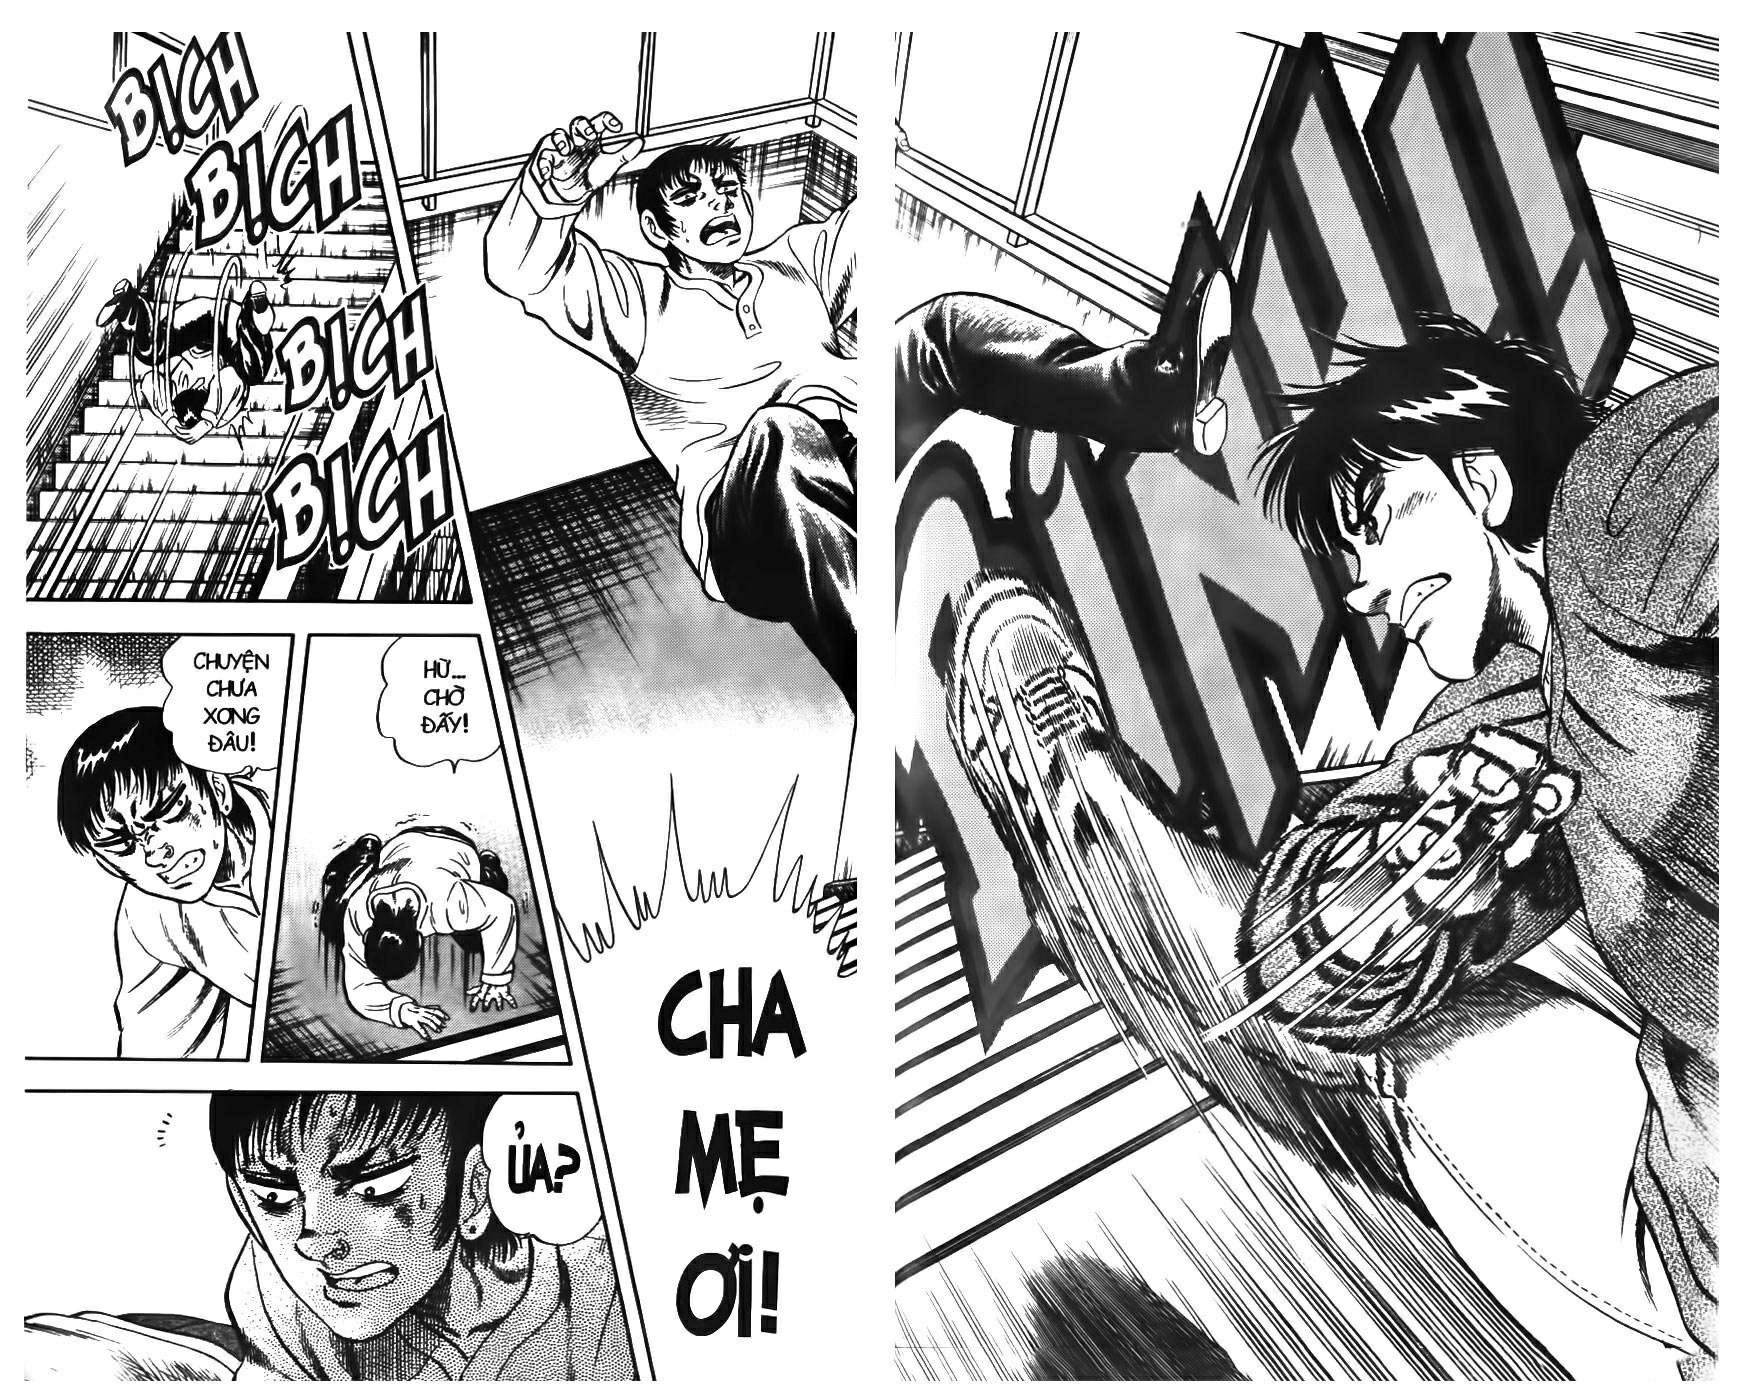 BỊCH
BỊCH
BỊCH
BỊCH
CHA
MẸ
ƠI!
CHUYỆN
CHƯA
XONG
ĐÂU!
HỪ...
CHỜ
ĐẤY!
ỦA?